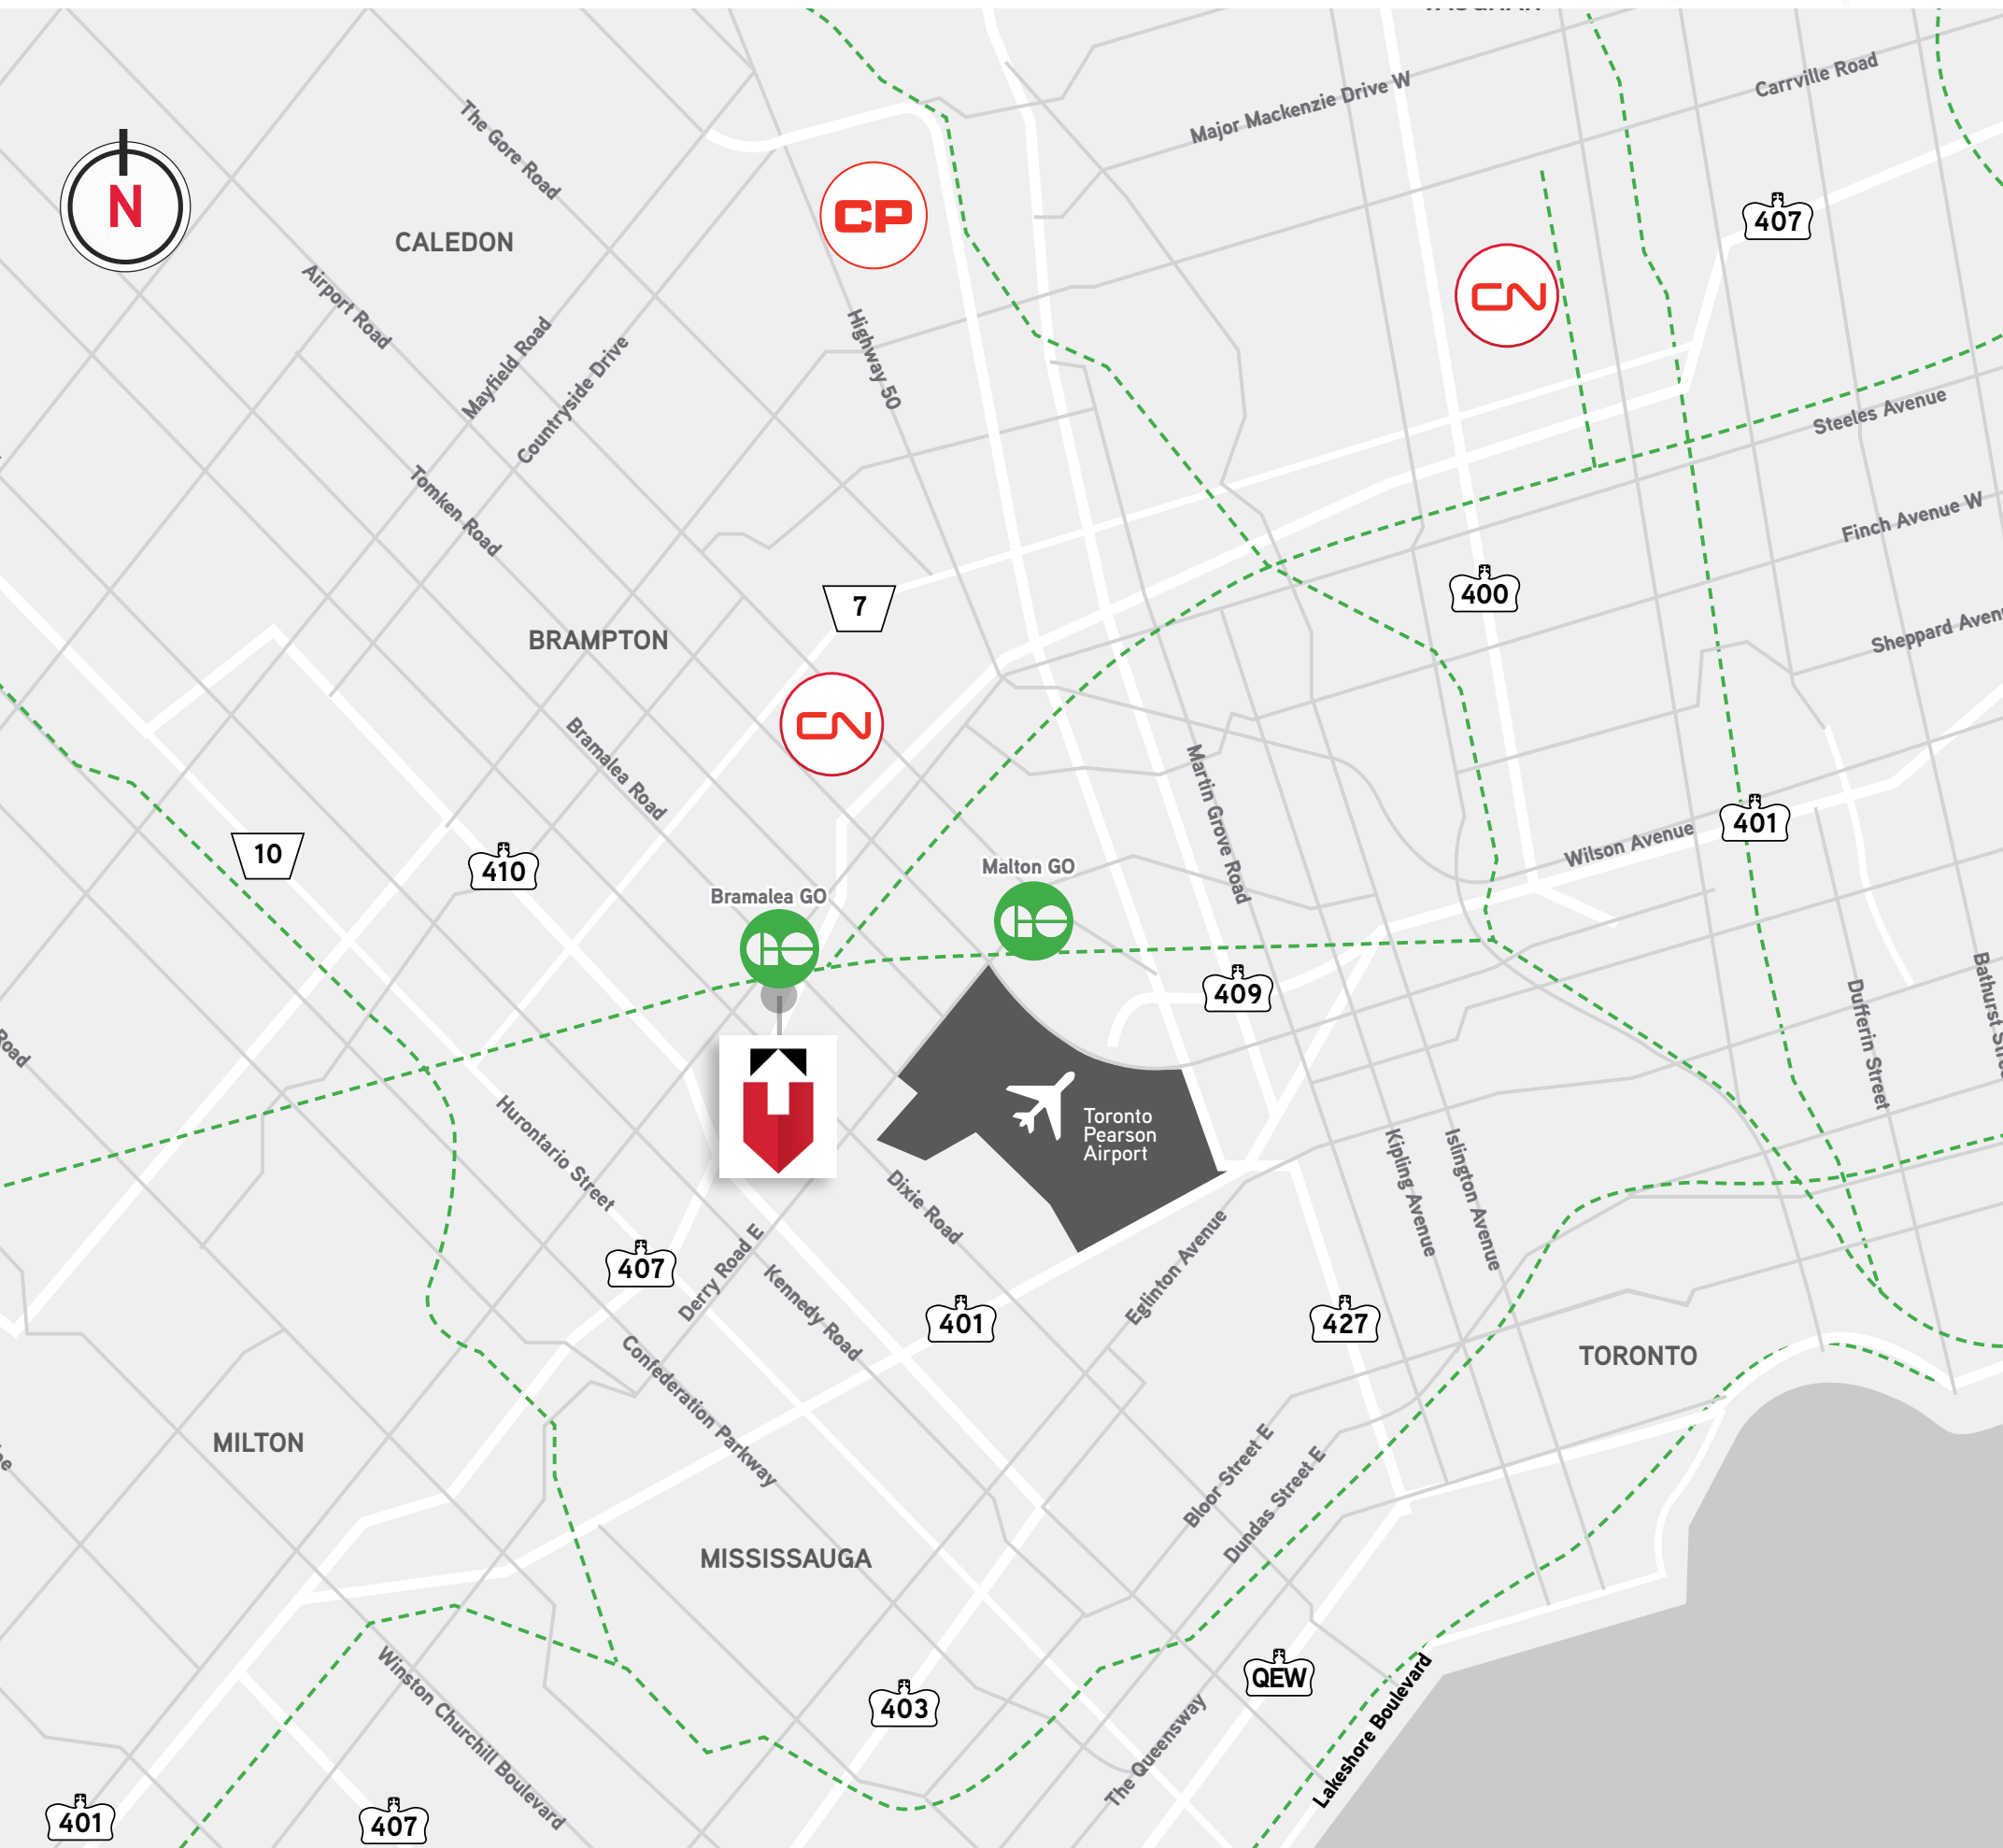 VAUGHAN
Carrville Road
Major Mackenzie Drive W
The Gore Road
N
CP
407
CALEDON
CN
Airport Road
Highway 50
Mayfield Road
Countryside Drive
Steeles Avenue
Tomken Road
Finch Avenue W
7
400
BRAMPTON
Sheppard
CN
Bramalea Road
Martin Grove Road
401
Wilson Avenue
10
410
Malton GO
Bramalea GO
GO
GO
409
Bathurst
Dufferin Street
Road
Toronto
Pearson
Airport
Hurontario Street
Kipling Avenue
Islington Avenue
Dixie Road
Eglinton Avenue
407
Derry Road E
Kennedy Road
401
427
Confederation Parkway
TORONTO
MILTON
Bloor Street E
Dundas Street E
MISSISSAUGA
QEW
Winston Churchill Boulevard
403
Lakeshore Boulevard
The Queensway
401
407